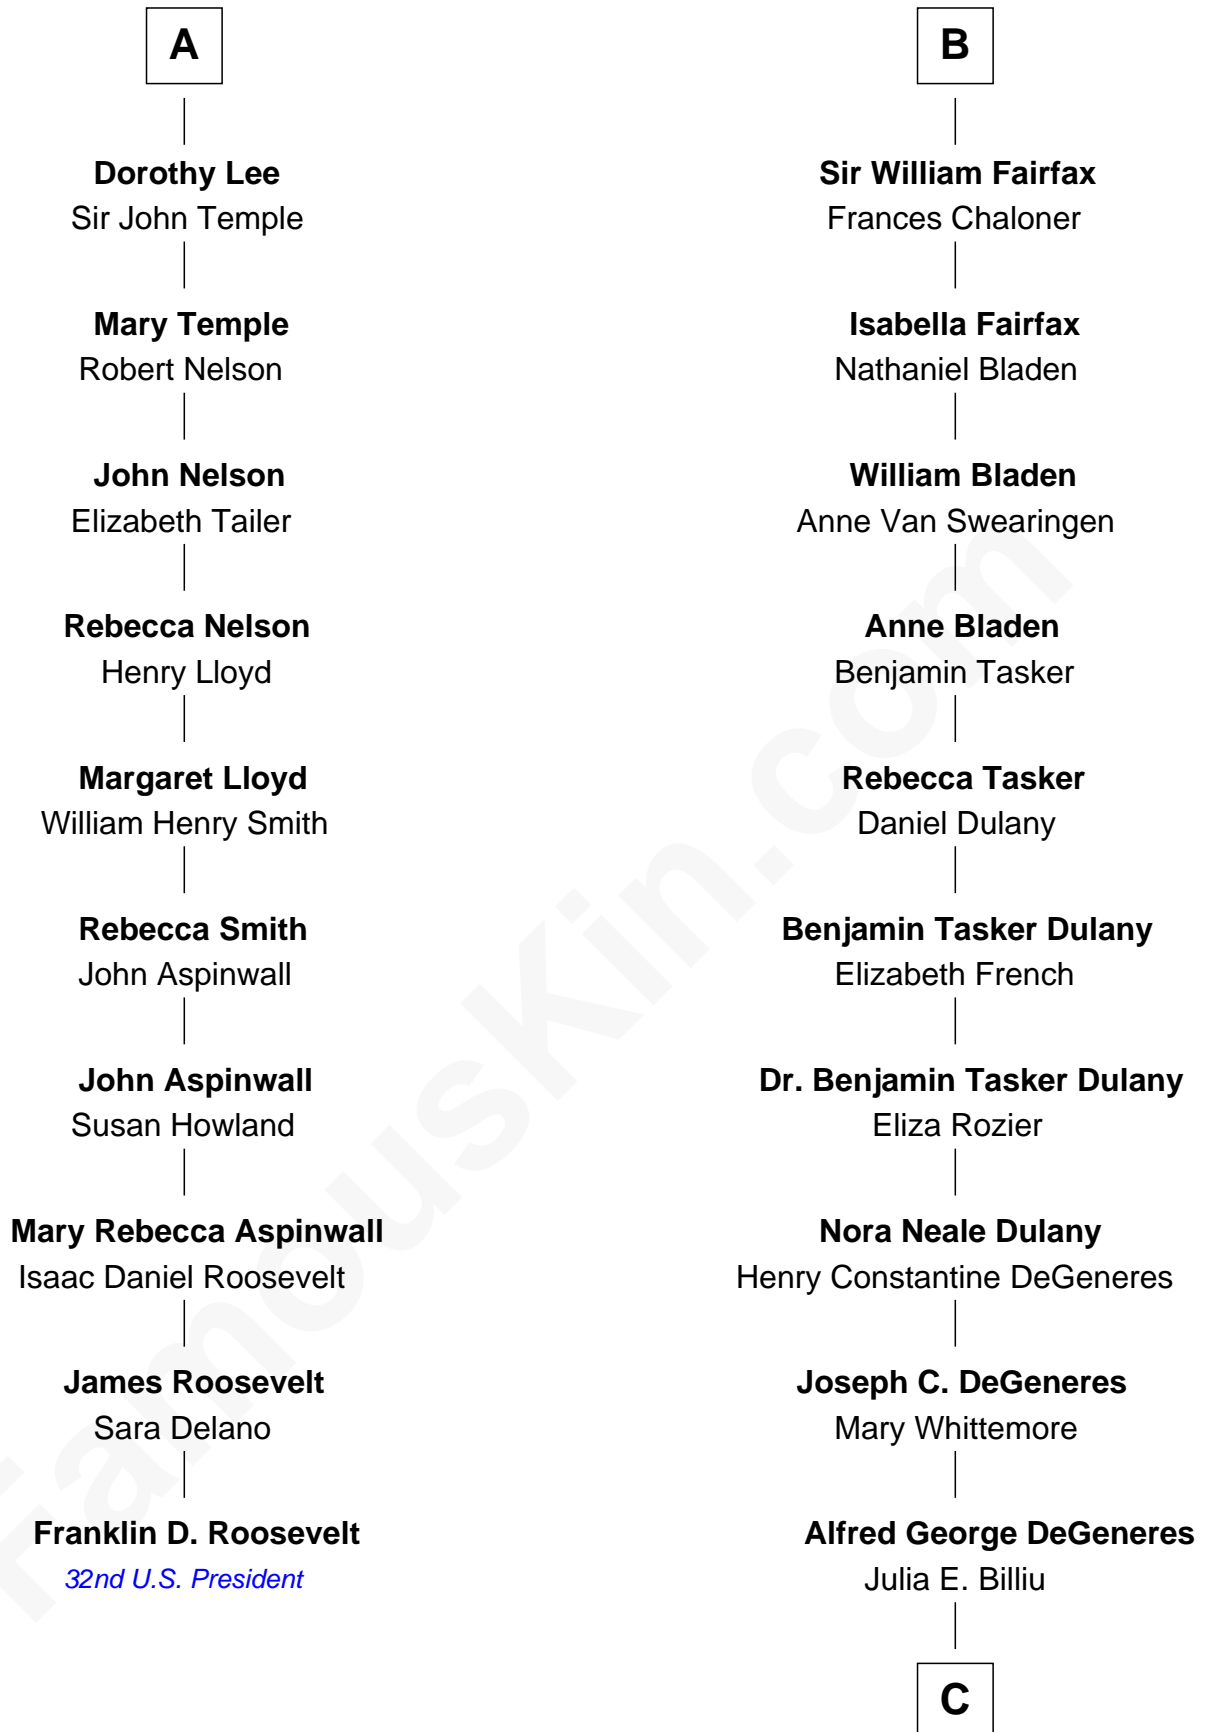 A
Dorothy Lee
Sir John Temple
Mary Temple
Robert Nelson
John Nelson
Elizabeth Tailer
Rebecca Nelson
Henry Lloyd
Margaret Lloyd
William Henry Smith
Rebecca Smith
John Aspinwall
John Aspinwall
Susan Howland
Mary Rebecca Aspinwall
Isaac Daniel Roosevelt
James Roosevelt
Sara Delano
Franklin D. Roosevelt
32nd U.S. President
B
Sir William Fairfax
Frances Chaloner
Isabella Fairfax
Nathaniel Bladen
William Bladen
Anne Van Swearingen
Anne Bladen
Benjamin Tasker
Rebecca Tasker
Daniel Dulany
Benjamin Tasker Dulany
Elizabeth French
Dr. Benjamin Tasker Dulany
Eliza Rozier
Nora Neale Dulany
Henry Constantine DeGeneres
Joseph C. DeGeneres
Mary Whittemore
Alfred George DeGeneres
Julia E. Billiu
C
FamousKin.com